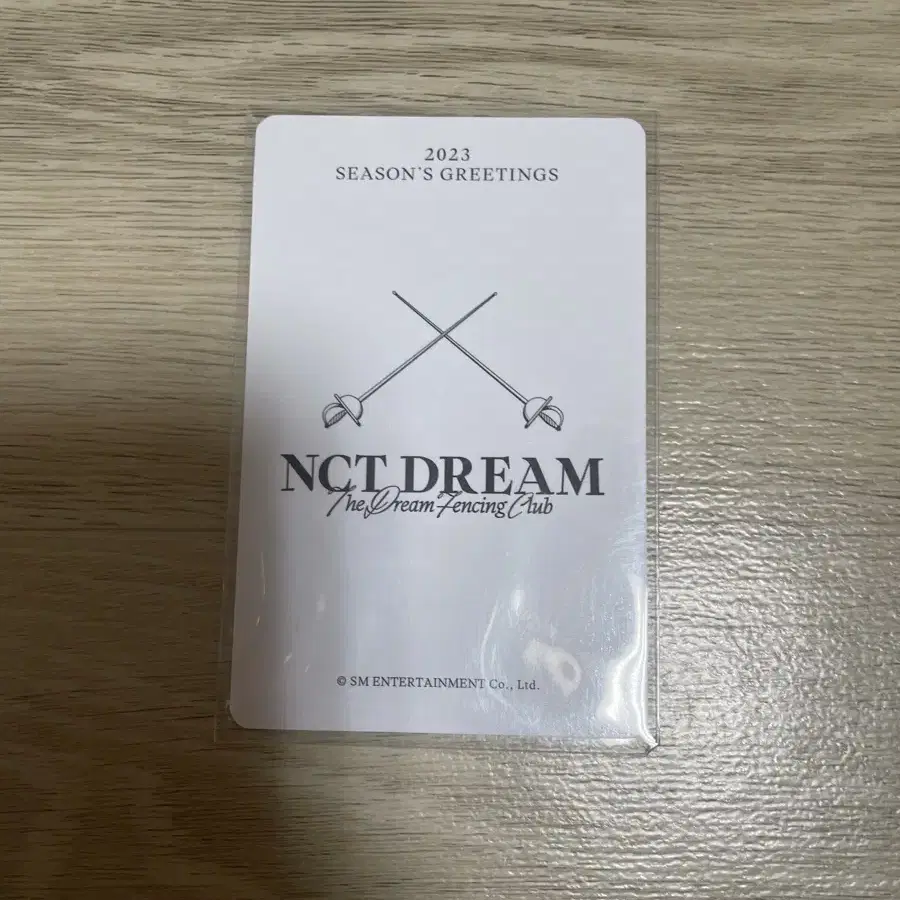 2023
SEASON'S GREETINGS
NCT DREAM
The Dream Fencing Club
© SM ENTERTAINMENT Co., Ltd.